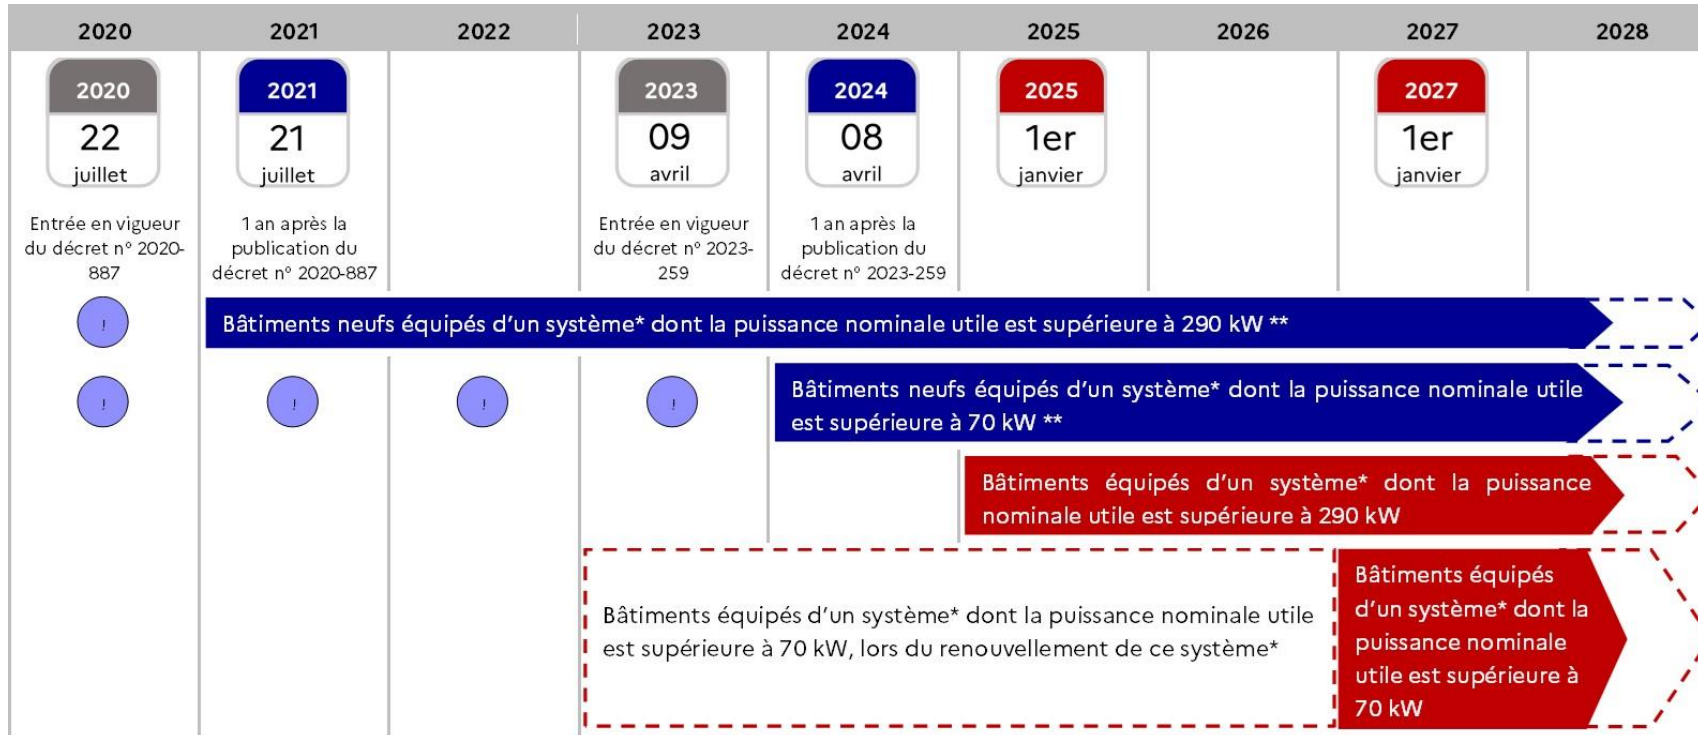 2020 2021 2022 2023 2024 2025 2026 2027 2028
2020
22
juillet
2021
21
juillet
2023
09
avril
2024
08
avril
2025
1er
janvier
2027
1er
janvier
Entrée en vigueur
du décret n° 2020-
887
1 an après la
publication du
décret n° 2020-887
Entrée en vigueur
du décret n° 2023-
259
1 an après la
publication du
décret n° 2023-259
!
Bâtiments neufs équipés d'un système* dont la puissance nominale utile est supérieure à 290 kW **
! ! ! !
Bâtiments neufs équipés d'un système* dont la puissance nominale utile
est supérieure à 70 kW **
Bâtiments équipés d'un système* dont la puissance
nominale utile est supérieure à 290 kW
Bâtiments équipés d'un système* dont la puissance nominale utile
est supérieure à 70 kW, lors du renouvellement de ce système*
Bâtiments équipés
d'un système* dont la
puissance nominale
utile est supérieure à
70 kW